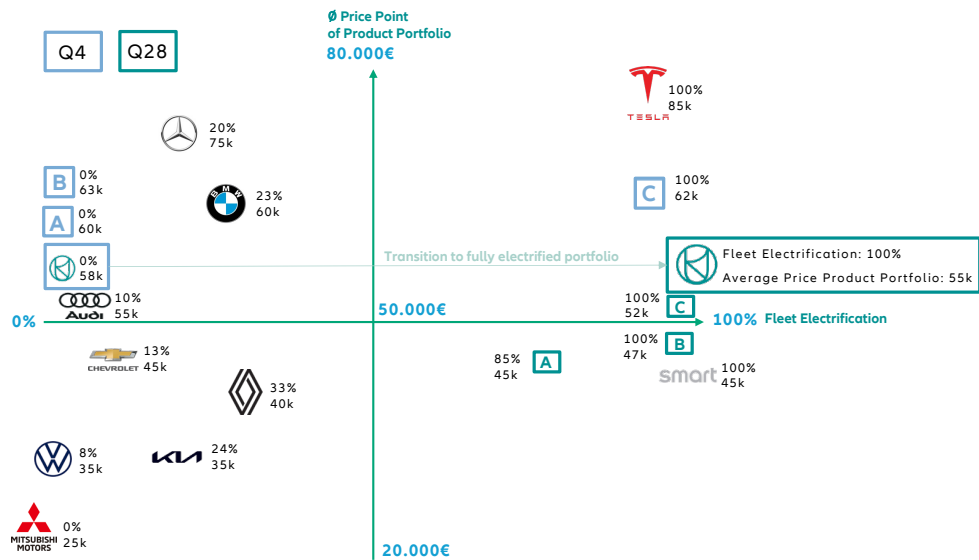 Ø Price Point
of Product Portfolio
80.000€
Q4
Q28
100%
85k
TESLA
20%
75k
B
0%
63k
BMW
23%
60k
C
100%
62k
A
0%
60k
0%
58k
Transition to fully electrified portfolio
Fleet Electrification: 100%
Average Price Product Portfolio: 55k
Audi
10%
55k
50.000€
100%
52k
C
0%
100%
Fleet Electrification
CHEVROLET
13%
45k
85%
45k
A
100%
47k
B
smart
100%
45k
33%
40k
8%
35k
KIA
24%
35k
MITSUBISHI
MOTORS
0%
25k
20.000€